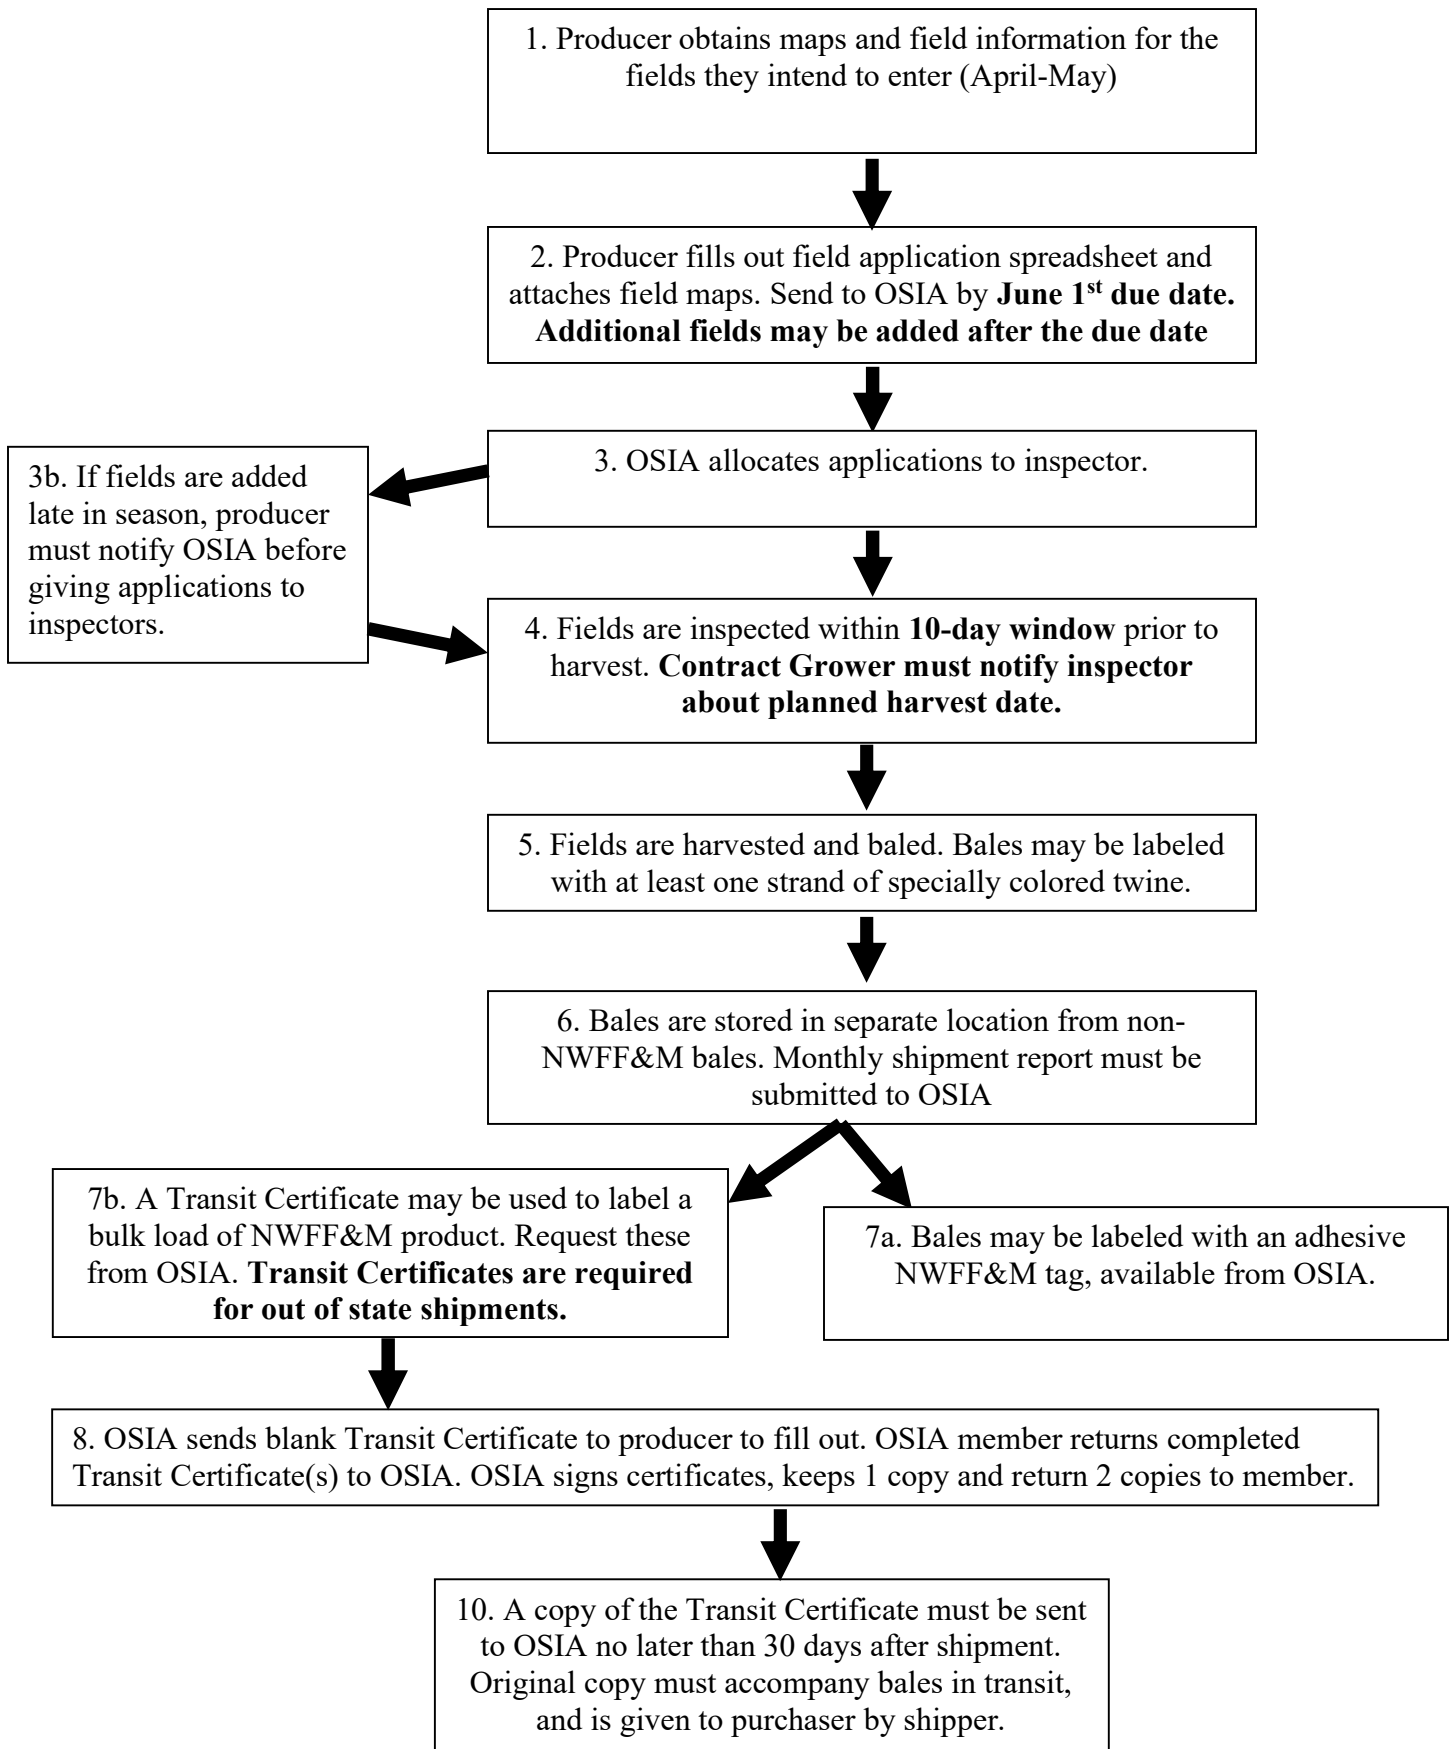 1. Producer obtains maps and field information for the
fields they intend to enter (April-May)
2. Producer fills out field application spreadsheet and
attaches field maps. Send to OSIA by June 1st due date.
Additional fields may be added after the due date
3. OSIA allocates applications to inspector.
3b. If fields are added
late in season, producer
must notify OSIA before
giving applications to
inspectors.
4. Fields are inspected within 10-day window prior to
harvest. Contract Grower must notify inspector
about planned harvest date.
5. Fields are harvested and baled. Bales may be labeled
with at least one strand of specially colored twine.
6. Bales are stored in separate location from non-
NWFF&M bales. Monthly shipment report must be
submitted to OSIA
7b. A Transit Certificate may be used to label a
bulk load of NWFF&M product. Request these
from OSIA. Transit Certificates are required
for out of state shipments.
7a. Bales may be labeled with an adhesive
NWFF&M tag, available from OSIA.
8. OSIA sends blank Transit Certificate to producer to fill out. OSIA member returns completed
Transit Certificate(s) to OSIA. OSIA signs certificates, keeps 1 copy and return 2 copies to member.
10. A copy of the Transit Certificate must be sent
to OSIA no later than 30 days after shipment.
Original copy must accompany bales in transit,
and is given to purchaser by shipper.